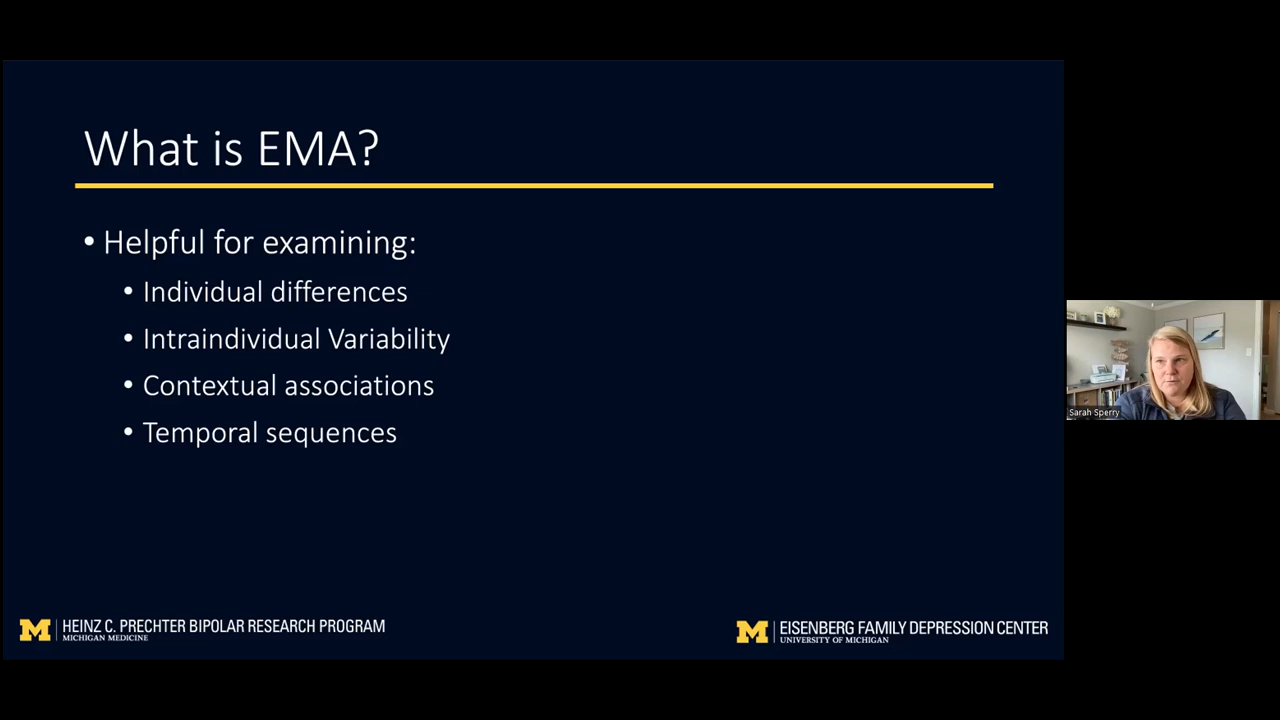 What is EMA?
• Helpful for examining:
• Individual differences
• Intraindividual Variability
• Contextual associations
• Temporal sequences
Sarah Sperry
M | HEINZ C. PRECHTER BIPOLAR RESEARCH PROGRAM
MICHIGAN MEDICINE
M | EISENBERG FAMILY DEPRESSION CENTER
UNIVERSITY OF MICHIGAN